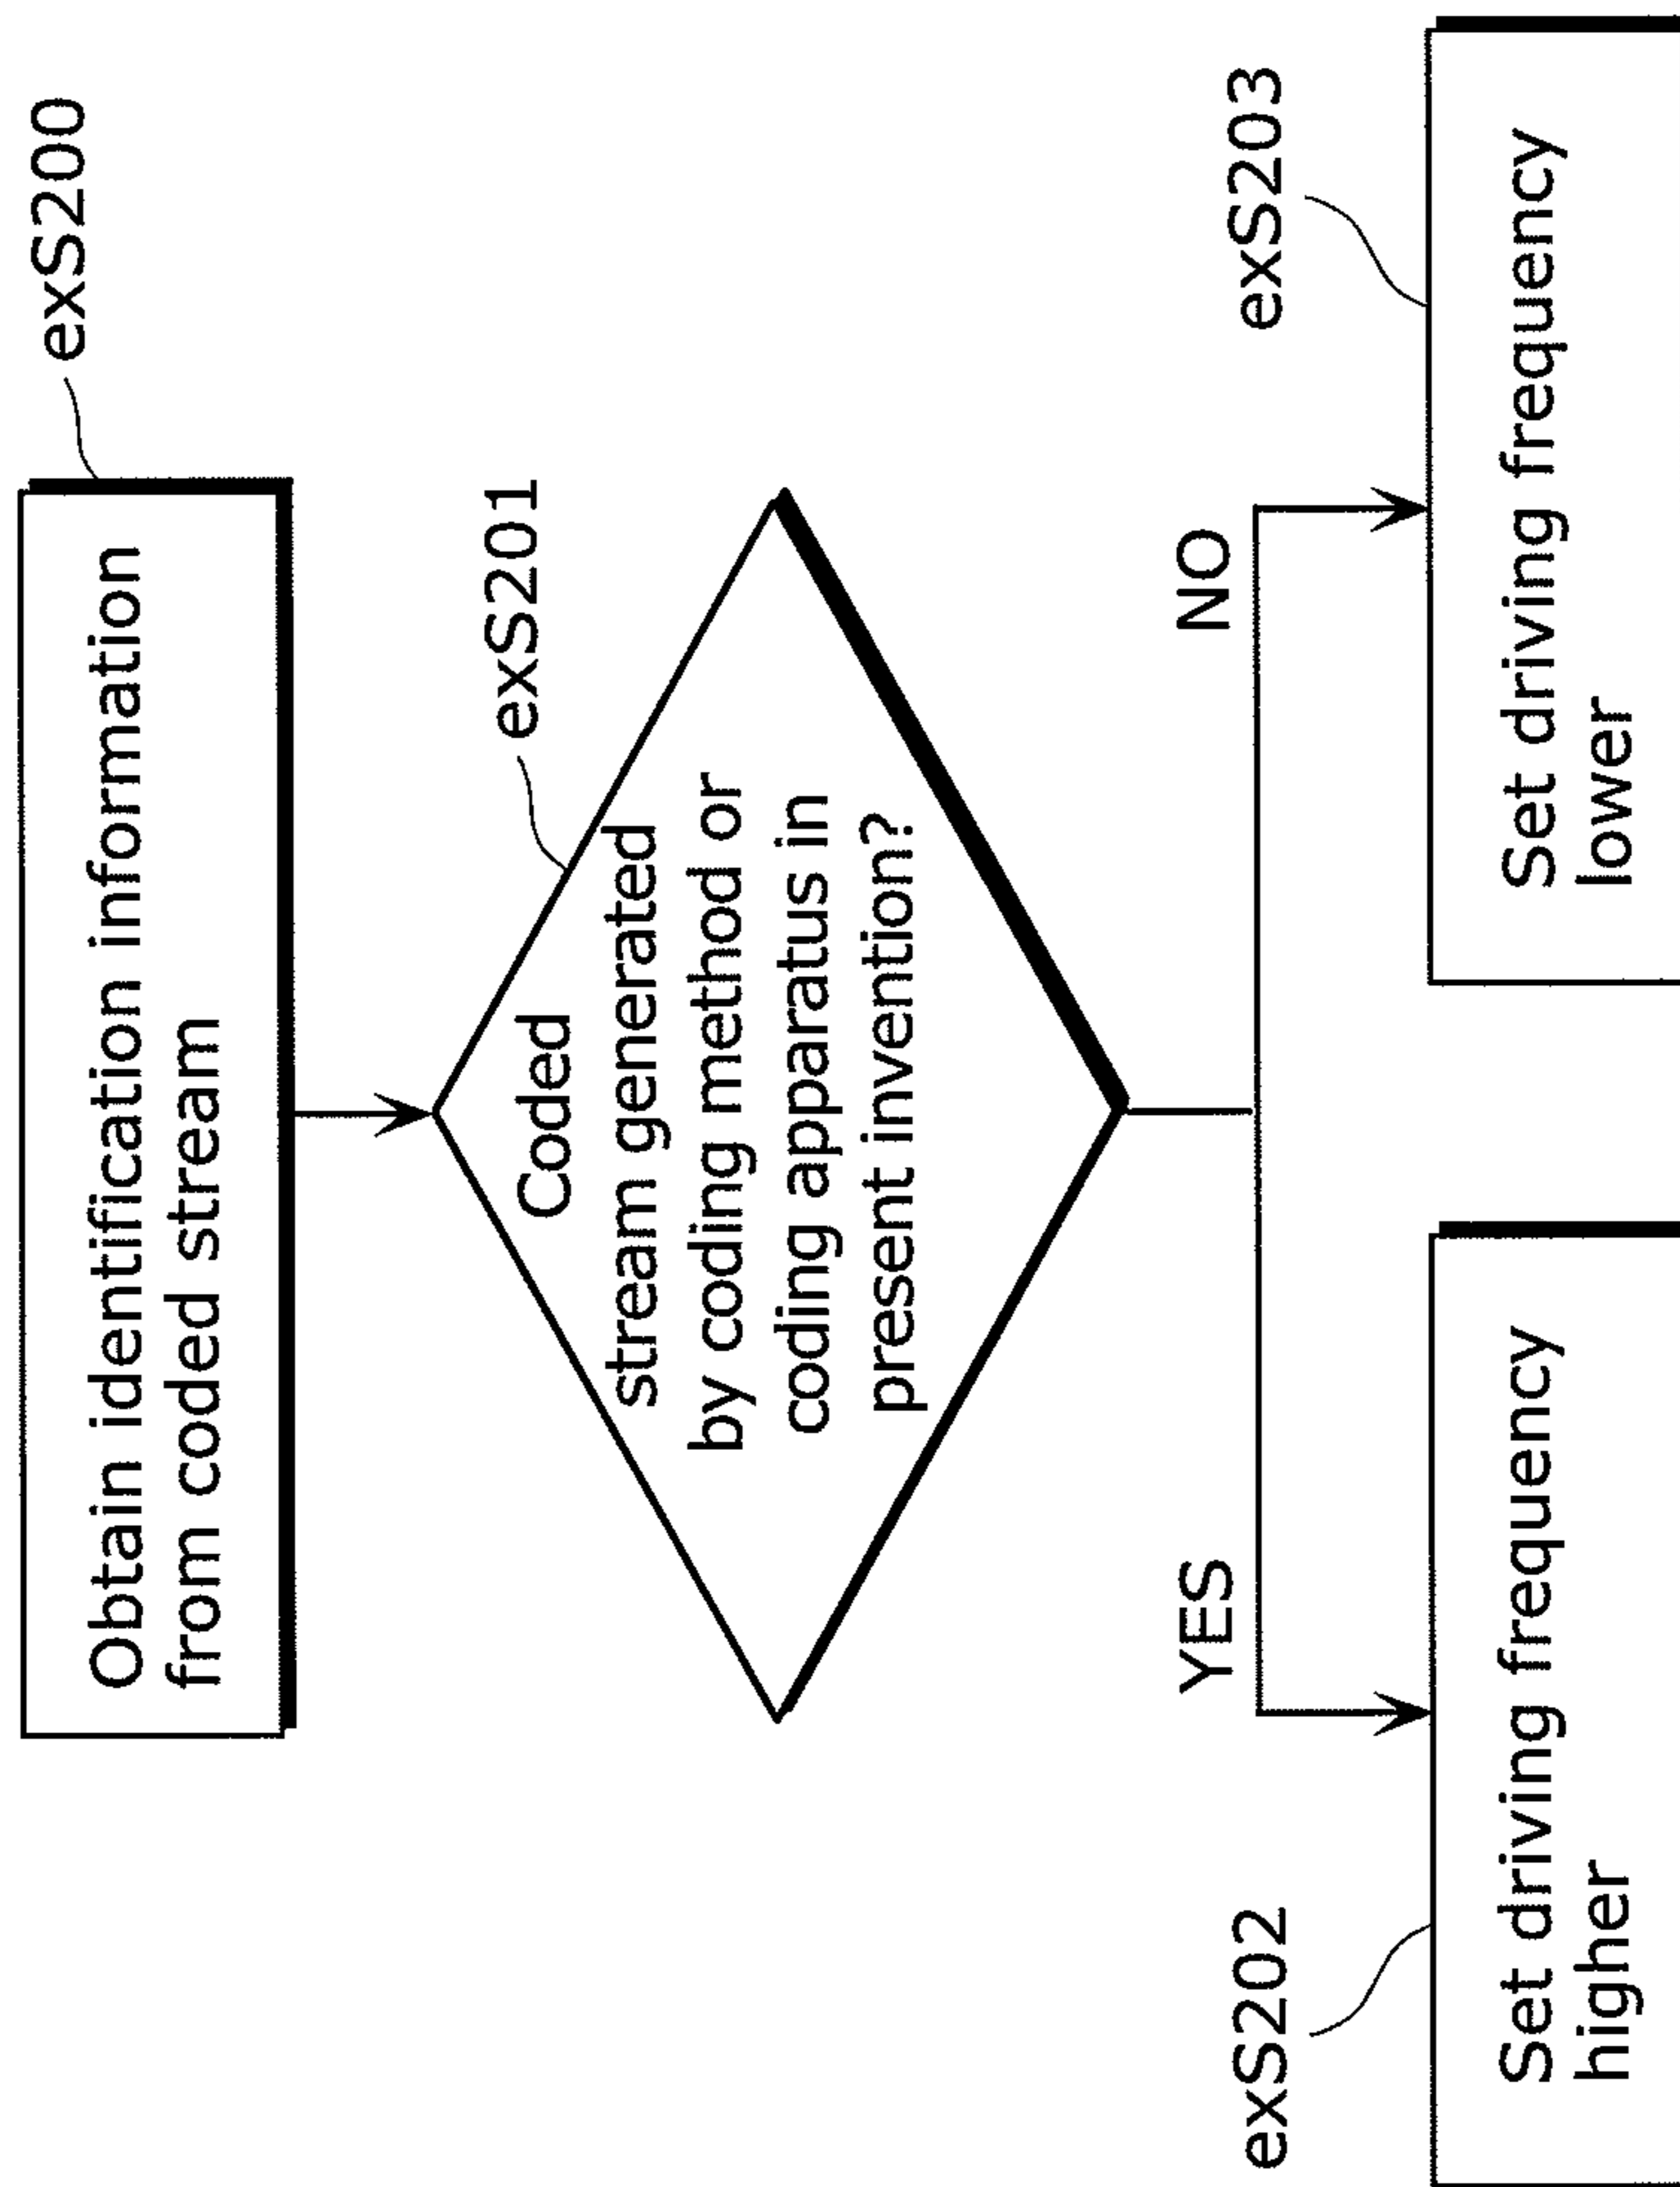 exS200
Obtain identification information
from coded stream
exS201
Coded
stream generated
by coding method or
coding apparatus in
present invention?
YES
NO
exS202
exS203
Set driving frequency
higher
Set driving frequency
lower